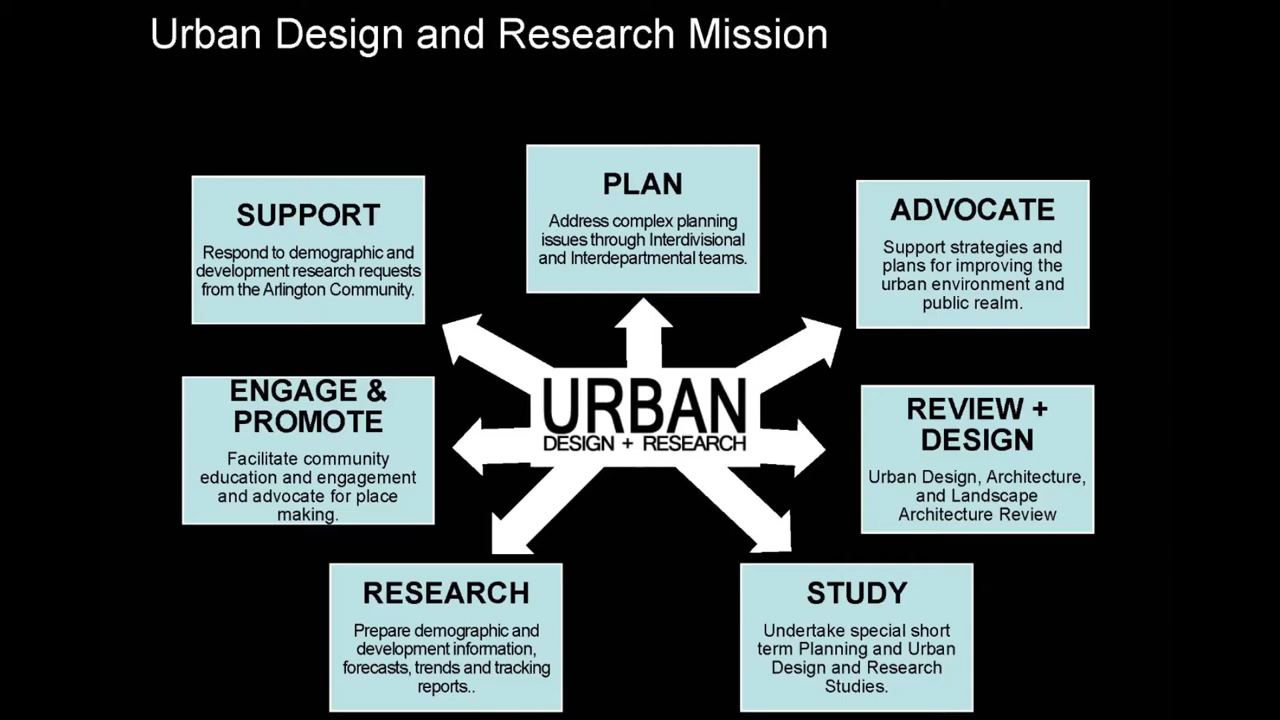 Urban Design and Research Mission
PLAN
Address complex planning
issues through Interdivisional
and Interdepartmental teams.
SUPPORT
Respond to demographic and
development research requests
from the Arlington Community.
ADVOCATE
Support strategies and
plans for improving the
urban environment and
public realm.
ENGAGE &
PROMOTE
Facilitate community
education and engagement
and advocate for place
making.
URBAN
DESIGN + RESEARCH
REVIEW +
DESIGN
Urban Design, Architecture,
and Landscape
Architecture Review
RESEARCH
Prepare demographic and
development information,
forecasts, trends and tracking
reports..
STUDY
Undertake special short
term Planning and Urban
Design and Research
Studies.